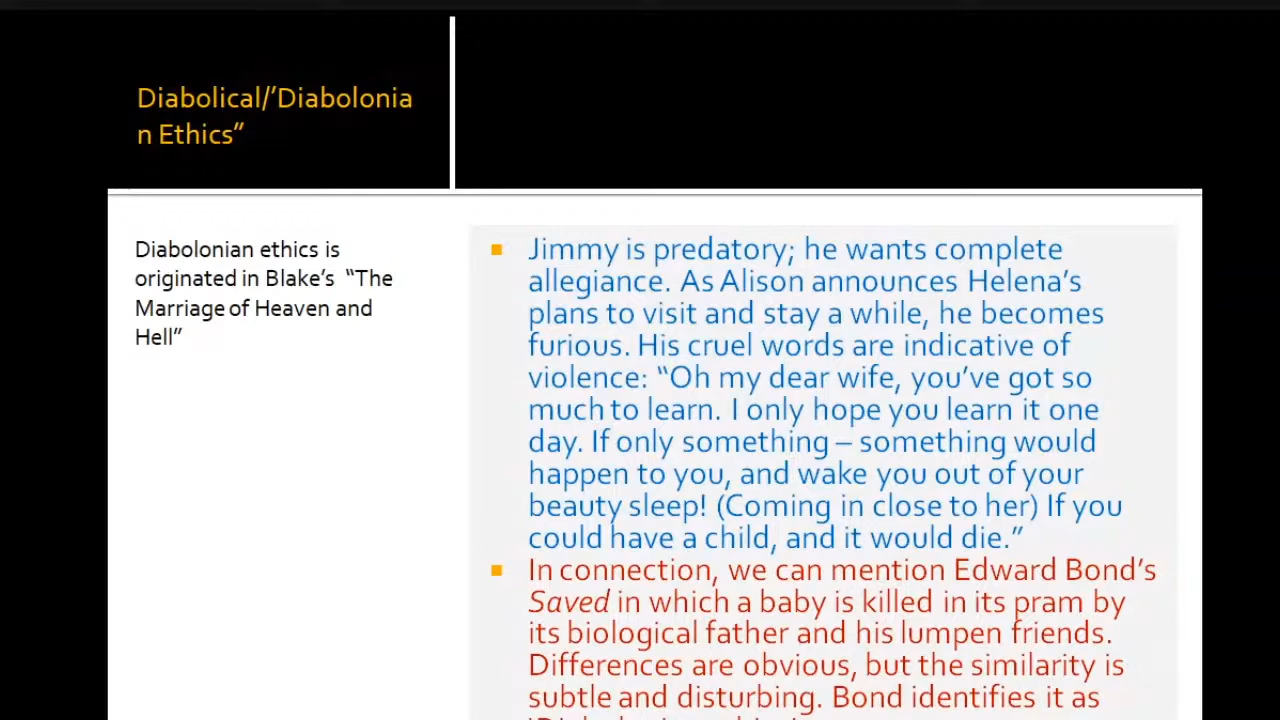 Diabolical/’Diabolonia
n Ethics”
Diabolonian ethics is
originated in Blake’s “The
Marriage of Heaven and
Hell”
Jimmy is predatory; he wants complete
allegiance. As Alison announces Helena’s
plans to visit and stay a while, he becomes
furious. His cruel words are indicative of
violence: “Oh my dear wife, you’ve got so
much to learn. I only hope you learn it one
day. If only something – something would
happen to you, and wake you out of your
beauty sleep! (Coming in close to her) If you
could have a child, and it would die.”
In connection, we can mention Edward Bond’s
Saved in which a baby is killed in its pram by
its biological father and his lumpen friends.
Differences are obvious, but the similarity is
subtle and disturbing. Bond identifies it as